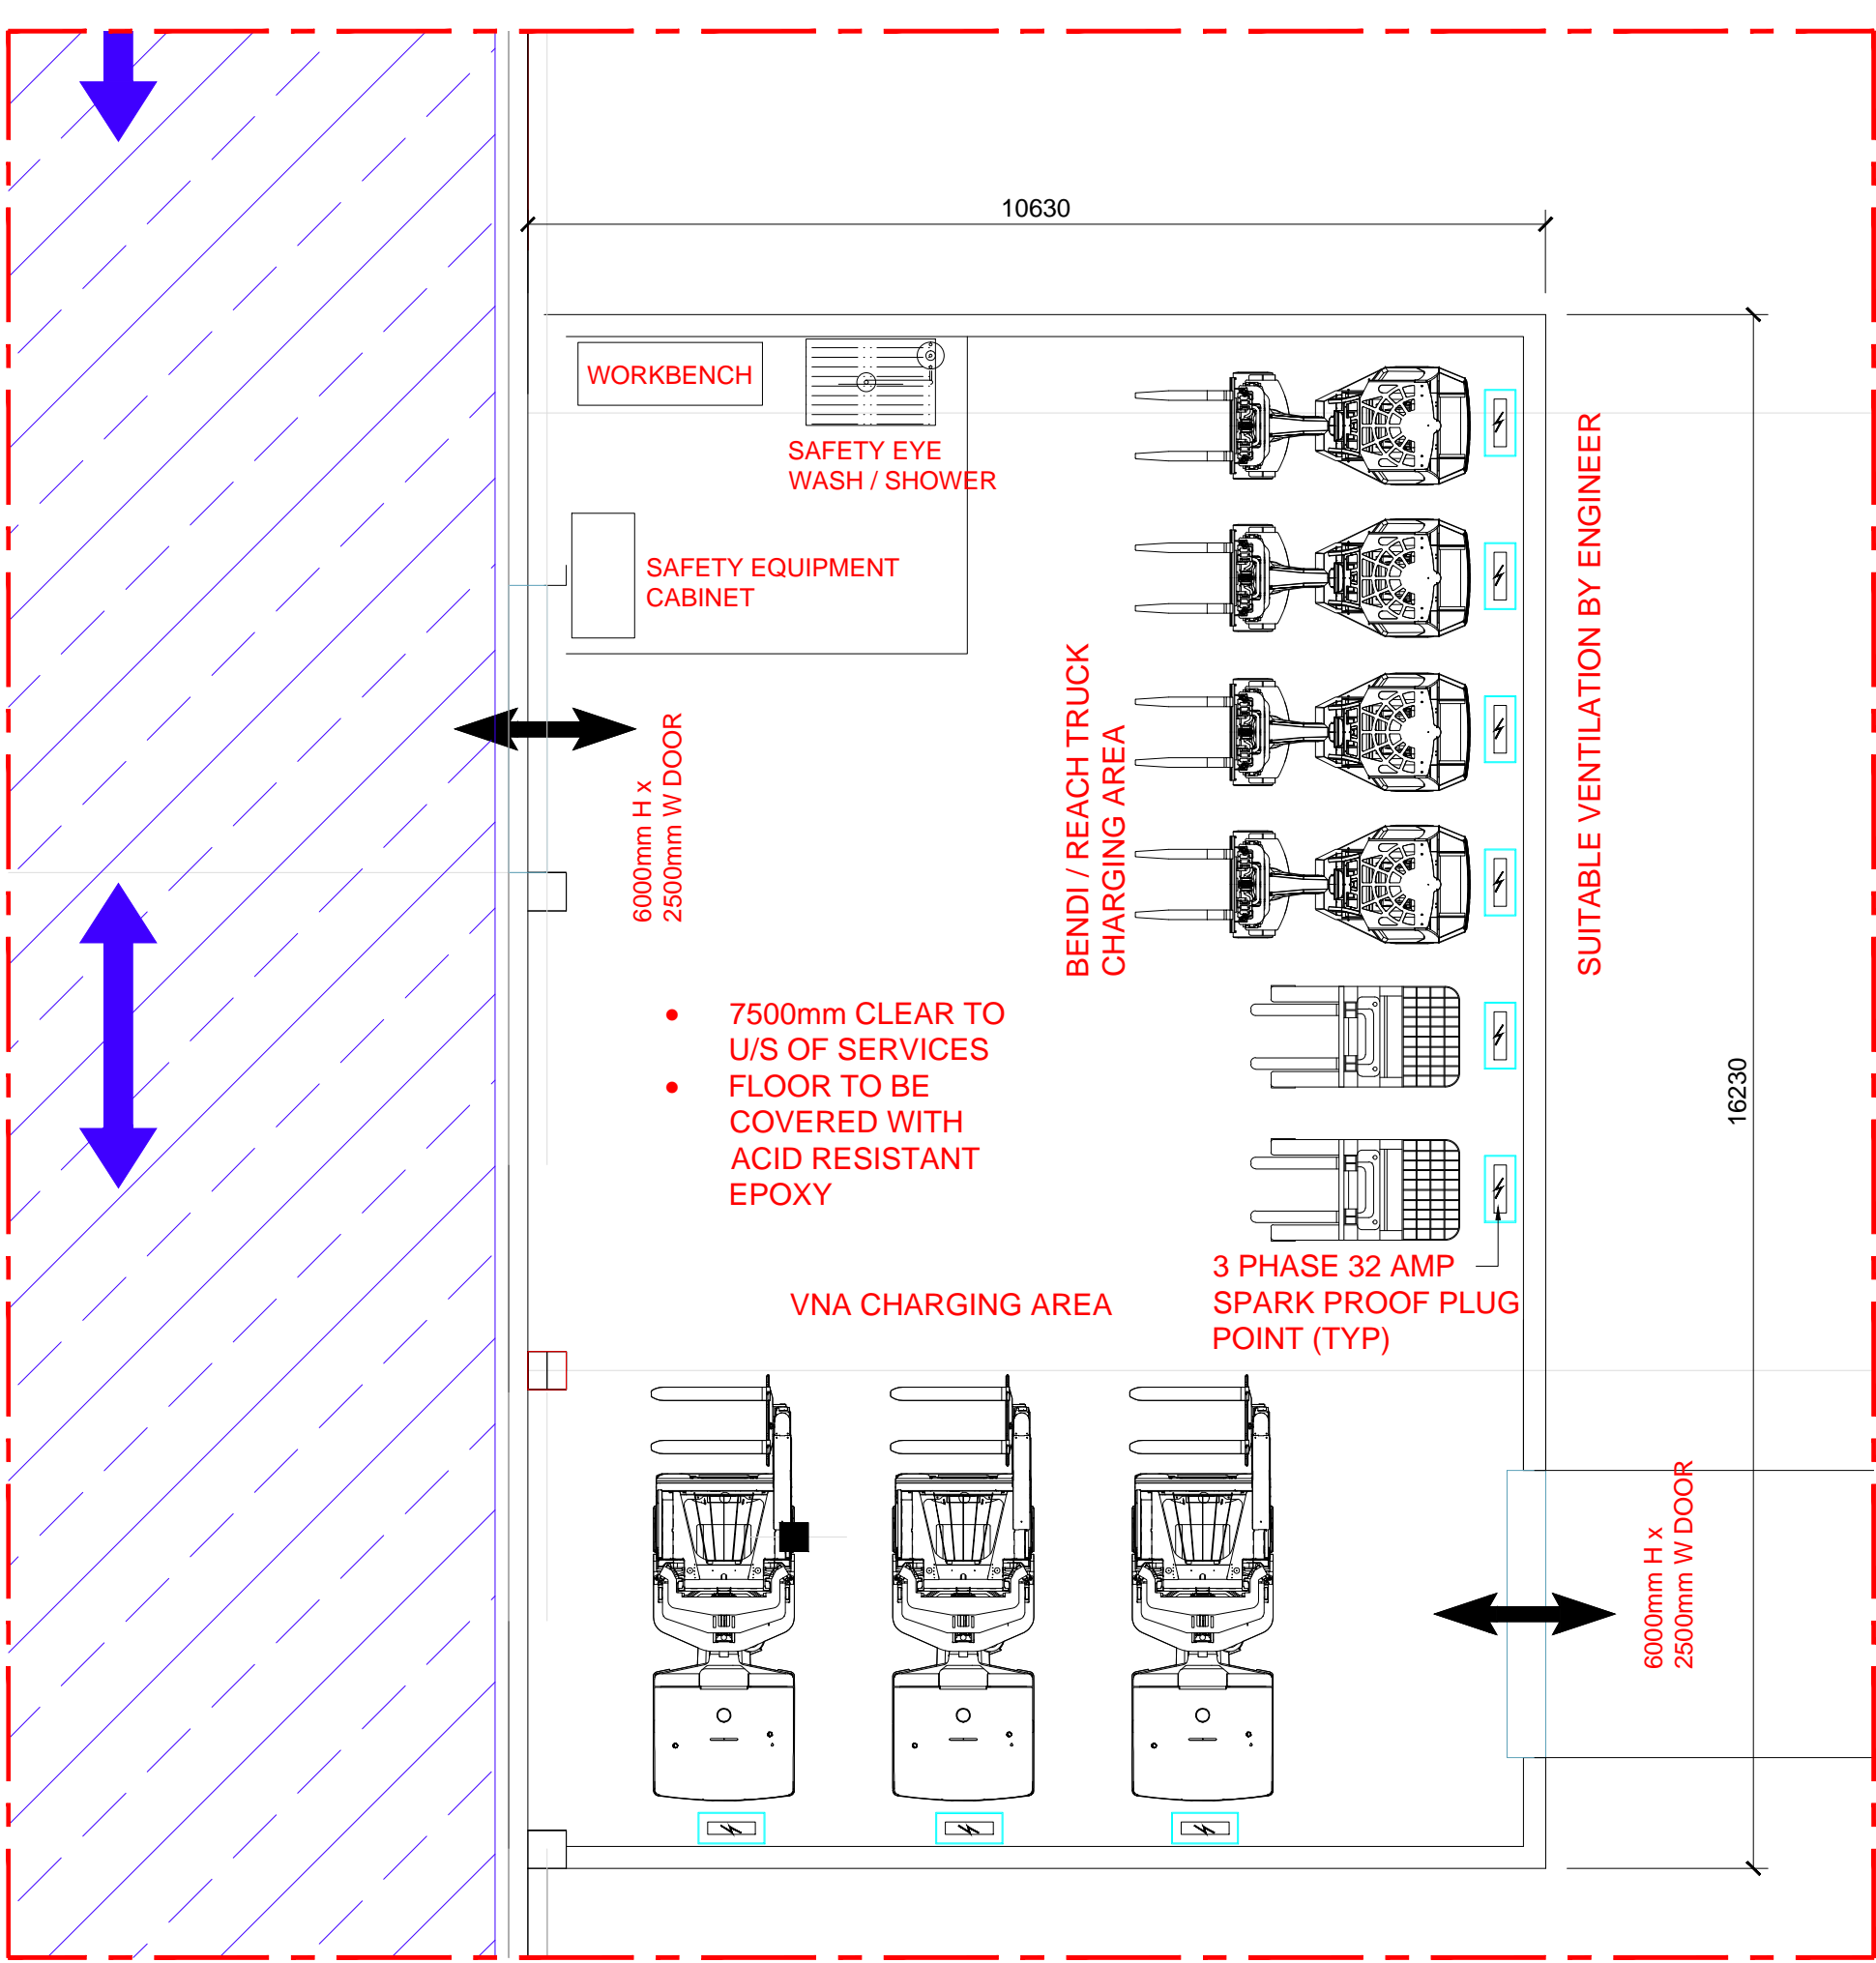 10630
WORKBENCH
SAFETY EYE
WASH / SHOWER
SAFETY EQUIPMENT
CABINET
6000mm H x
2500mm W DOOR
BENDI / REACH TRUCK
CHARGING AREA
SUITABLE VENTILATION BY ENGINEER
• 7500mm CLEAR TO
U/S OF SERVICES
• FLOOR TO BE
COVERED WITH
ACID RESISTANT
EPOXY
16230
3 PHASE 32 AMP
SPARK PROOF PLUG
POINT (TYP)
VNA CHARGING AREA
6000mm H x
2500mm W DOOR